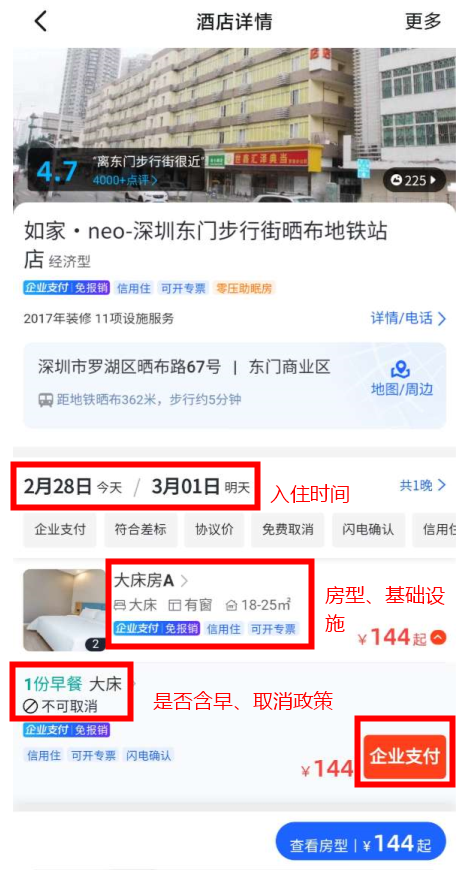 酒店详情 更多
4.7 "离东门步行街很近"
4000+点评>
225
如家·neo-深圳东门步行街晒布地铁站
店 经济型
企业支付 免报销 信用住 可开专票 零压助眠房
2017年装修 11项设施服务 详情/电话 >
深圳市罗湖区晒布路67号 | 东门商业区
地图/周边
距地铁晒布362米，步行约5分钟
2月28日 今天 / 3月01日 明天 共1晚 >
入住时间
企业支付 符合差标 协议价 免费取消 闪电确认 信用住
大床房A >
大床 有窗 18-25㎡
企业支付 免报销 信用住 可开专票
房型、基础设
施
¥144起
2
1份早餐 大床
不可取消
是否含早、取消政策
企业支付 免报销
信用住 可开专票 闪电确认
¥144 企业支付
查看房型 | ¥144起